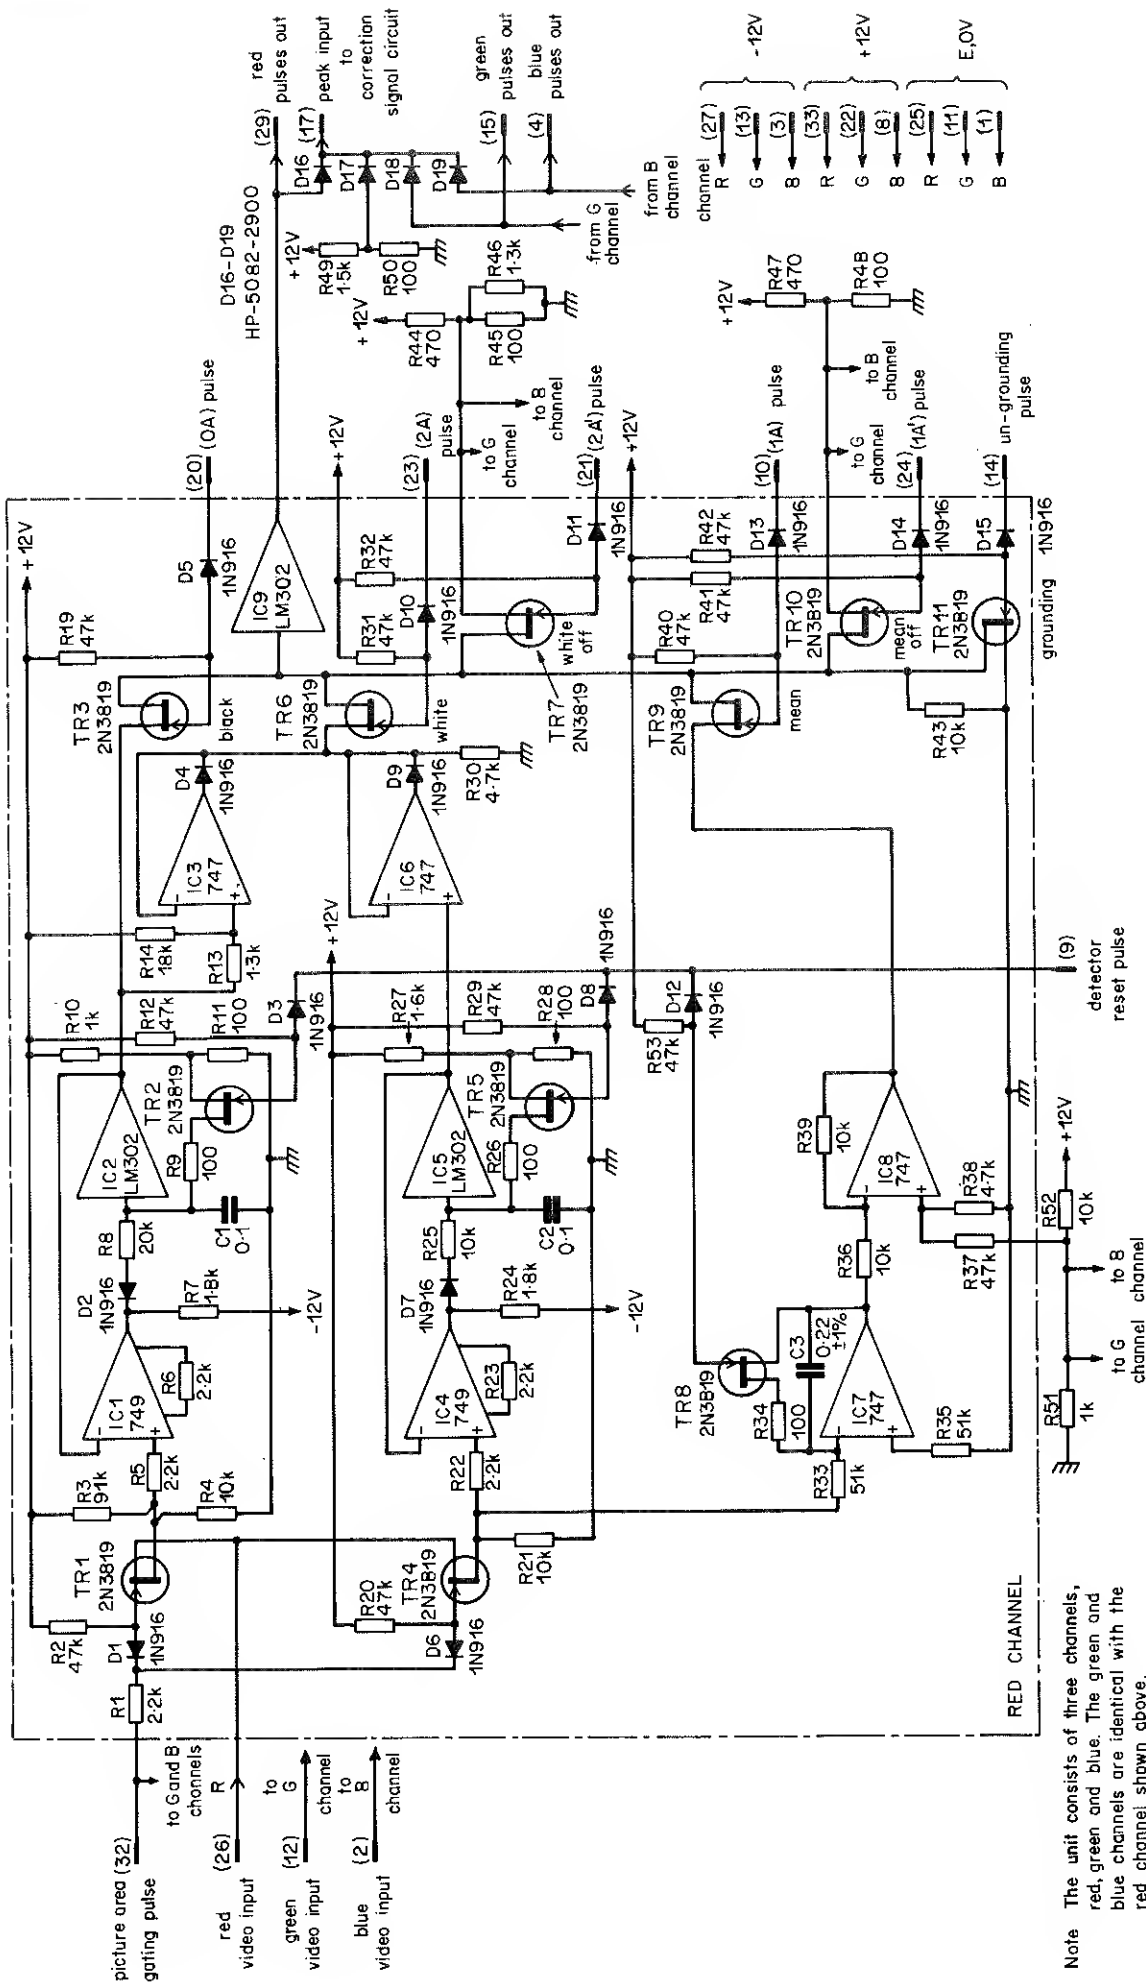 picture area (32)
gating pulse
to G and B
channels
red (26)
video input
R
green (12)
video input
to
G
channel
blue (2)
video input
to
B
channel
R1
2·2k
R2
47k
D1
1N916
TR1
2N3819
R3
91k
R5
2·2k
R4
10k
IC1
749
R6
2·2k
D2
1N916
R7
1·8k
-12V
R8
20k
C1
0·1
IC2
LM302
R9
100
TR2
2N3819
R10
1k
R12
47k
R11
100
D3
1N916
R14
18k
R13
1·3k
IC3
747
D4
1N916
TR3
2N3819
black
R19
47k
+12V
D5
1N916
(20) (0A) pulse
IC9
LM302
D16-D19
HP-5082-2900
(29) red
pulses out
(17) peak input
to
correction
signal circuit
D16
D17
D18
D19
(15) green
pulses out
(4) blue
pulses out
+12V
R49
1·5k
R50
100
from G
channel
from B
channel
R20
47k
D6
1N916
TR4
2N3819
R21
10k
R22
2·2k
IC4
749
R23
2·2k
D7
1N916
R24
1·8k
-12V
R25
10k
C2
0·1
IC5
LM302
R26
100
TR5
2N3819
R27
1·6k
R29
47k
R28
100
D8
1N916
+12V
IC6
747
D9
1N916
R30
4·7k
TR6
2N3819
white
R31
47k
R32
47k
D10
1N916
+12V
(23) (2A)
pulse
TR7
2N3819
white
off
D11
1N916
(21) (2A') pulse
+12V
R44
470
R45
100
R46
1·3k
to G
channel
to B
channel
R33
51k
R34
100
TR8
2N3819
C3
0·22
±1%
IC7
747
R35
51k
R36
10k
R39
10k
IC8
747
R38
47k
R37
47k
R53
47k
D12
1N916
(9)
detector
reset pulse
TR9
2N3819
mean
R40
47k
R41
47k
R42
47k
+12V
D13
1N916
(10) (1A) pulse
TR10
2N3819
mean
off
D14
1N916
(24) (1A') pulse
TR11
2N3819
grounding
D15
1N916
(14) un-grounding
pulse
R43
10k
+12V
R47
470
R48
100
to G
channel
to B
channel
R51
1k
R52
10k
+12V
to G
channel
to B
channel
channel
R (27)
G (13)
B (3)
-12V
R (33)
G (22)
B (8)
+12V
R (25)
G (11)
B (1)
E,0V
RED CHANNEL
Note The unit consists of three channels,
red, green and blue. The green and
blue channels are identical with the
red channel shown above.